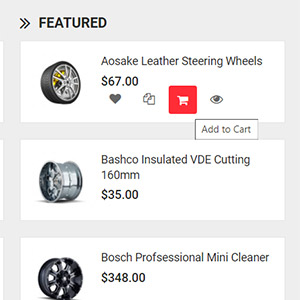 FEATURED
Aosake Leather Steering Wheels
$67.00
Add to Cart
Bashco Insulated VDE Cutting
160mm
$35.00
Bosch Profsessional Mini Cleaner
$348.00